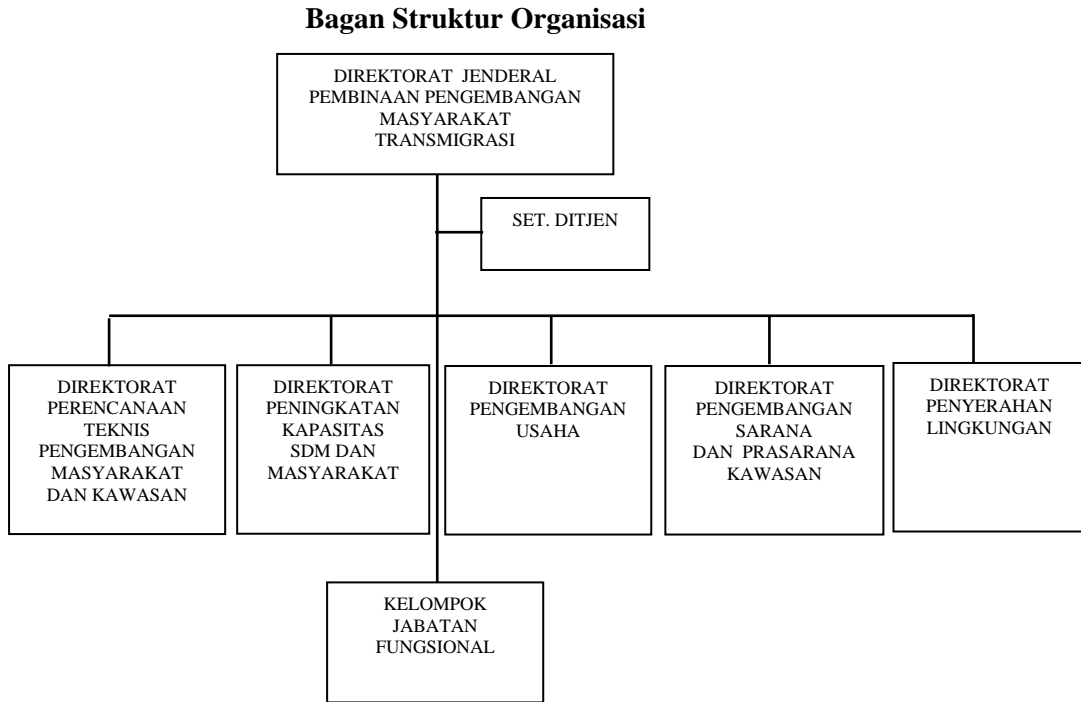 Bagan Struktur Organisasi
DIREKTORAT JENDERAL
PEMBINAAN PENGEMBANGAN
MASYARAKAT
TRANSMIGRASI
SET. DITJEN
DIREKTORAT
PERENCANAAN
TEKNIS
PENGEMBANGAN
MASYARAKAT
DAN KAWASAN
DIREKTORAT
PENINGKATAN
KAPASITAS
SDM DAN
MASYARAKAT
DIREKTORAT
PENGEMBANGAN
USAHA
DIREKTORAT
PENGEMBANGAN
SARANA
DAN PRASARANA
KAWASAN
DIREKTORAT
PENYERAHAN
LINGKUNGAN
KELOMPOK
JABATAN
FUNGSIONAL